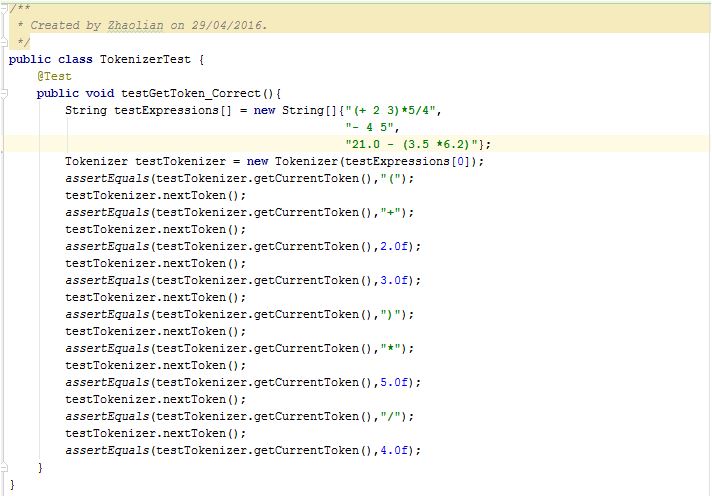 /**
 * Created by Zhaolian on 29/04/2016.
 */
public class TokenizerTest {
    @Test
    public void testGetToken_Correct(){
        String testExpressions[] = new String[]{"(+ 2 3)*5/4",
                                                "- 4 5",
                                                "21.0 - (3.5 *6.2)"};
        Tokenizer testTokenizer = new Tokenizer(testExpressions[0]);
        assertEquals(testTokenizer.getCurrentToken(),"(");
        testTokenizer.nextToken();
        assertEquals(testTokenizer.getCurrentToken(),"+");
        testTokenizer.nextToken();
        assertEquals(testTokenizer.getCurrentToken(),2.0f);
        testTokenizer.nextToken();
        assertEquals(testTokenizer.getCurrentToken(),3.0f);
        testTokenizer.nextToken();
        assertEquals(testTokenizer.getCurrentToken(),")");
        testTokenizer.nextToken();
        assertEquals(testTokenizer.getCurrentToken(),"*");
        testTokenizer.nextToken();
        assertEquals(testTokenizer.getCurrentToken(),5.0f);
        testTokenizer.nextToken();
        assertEquals(testTokenizer.getCurrentToken(),"/");
        testTokenizer.nextToken();
        assertEquals(testTokenizer.getCurrentToken(),4.0f);
    }
}